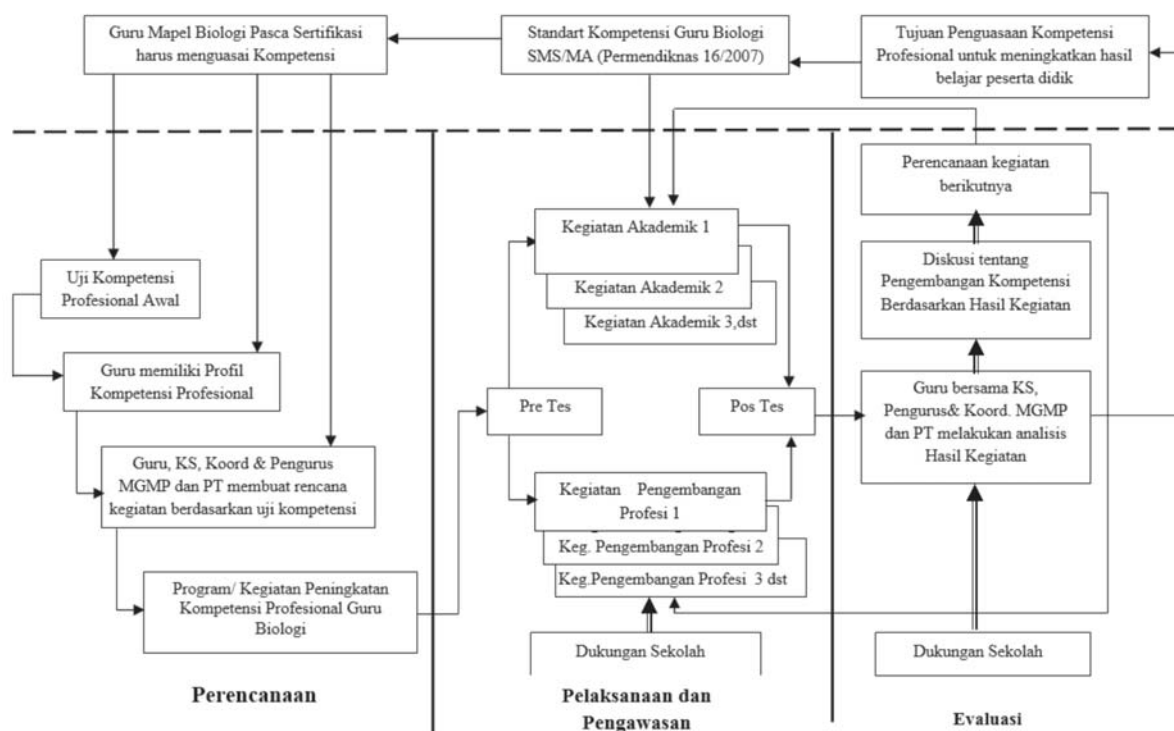 Guru Mapel Biologi Pasca Sertifikasi
harus menguasai Kompetensi
Standart Kompetensi Guru Biologi
SMS/MA (Permendiknas 16/2007)
Tujuan Penguasaan Kompetensi
Profesional untuk meningkatkan hasil
belajar peserta didik
Uji Kompetensi
Profesional Awal
Guru memiliki Profil
Kompetensi Profesional
Guru, KS, Koord & Pengurus
MGMP dan PT membuat rencana
kegiatan berdasarkan uji kompetensi
Program/ Kegiatan Peningkatan
Kompetensi Profesional Guru
Biologi
Perencanaan
Kegiatan Akademik 1
Kegiatan Akademik 2
Kegiatan Akademik 3,dst
Pre Tes
Pos Tes
Kegiatan Pengembangan
Profesi 1
Keg. Pengembangan Profesi 2
Keg.Pengembangan Profesi 3 dst
Dukungan Sekolah
Pelaksanaan dan
Pengawasan
Perencanaan kegiatan
berikutnya
Diskusi tentang
Pengembangan Kompetensi
Berdasarkan Hasil Kegiatan
Guru bersama KS,
Pengurus& Koord. MGMP
dan PT melakukan analisis
Hasil Kegiatan
Dukungan Sekolah
Evaluasi